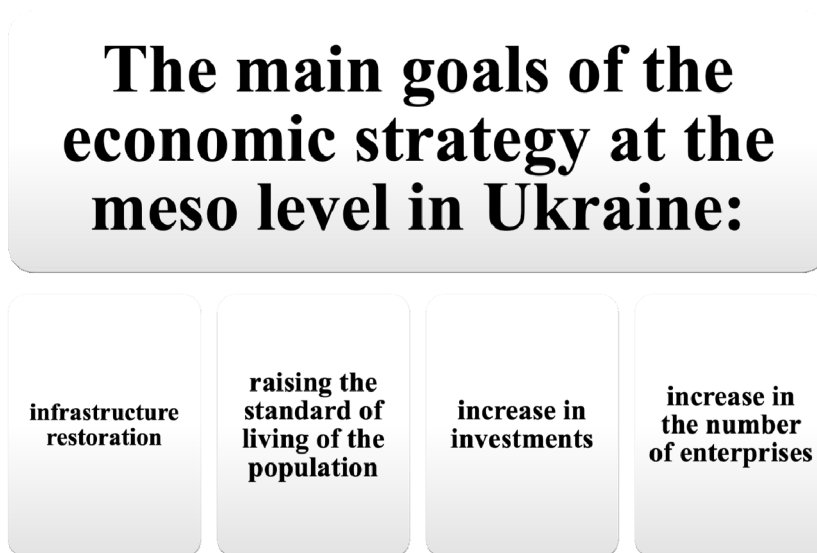 The main goals of the
economic strategy at the
meso level in Ukraine:
infrastructure
restoration
raising the
standard of
living of the
population
increase in
investments
increase in
the number
of enterprises